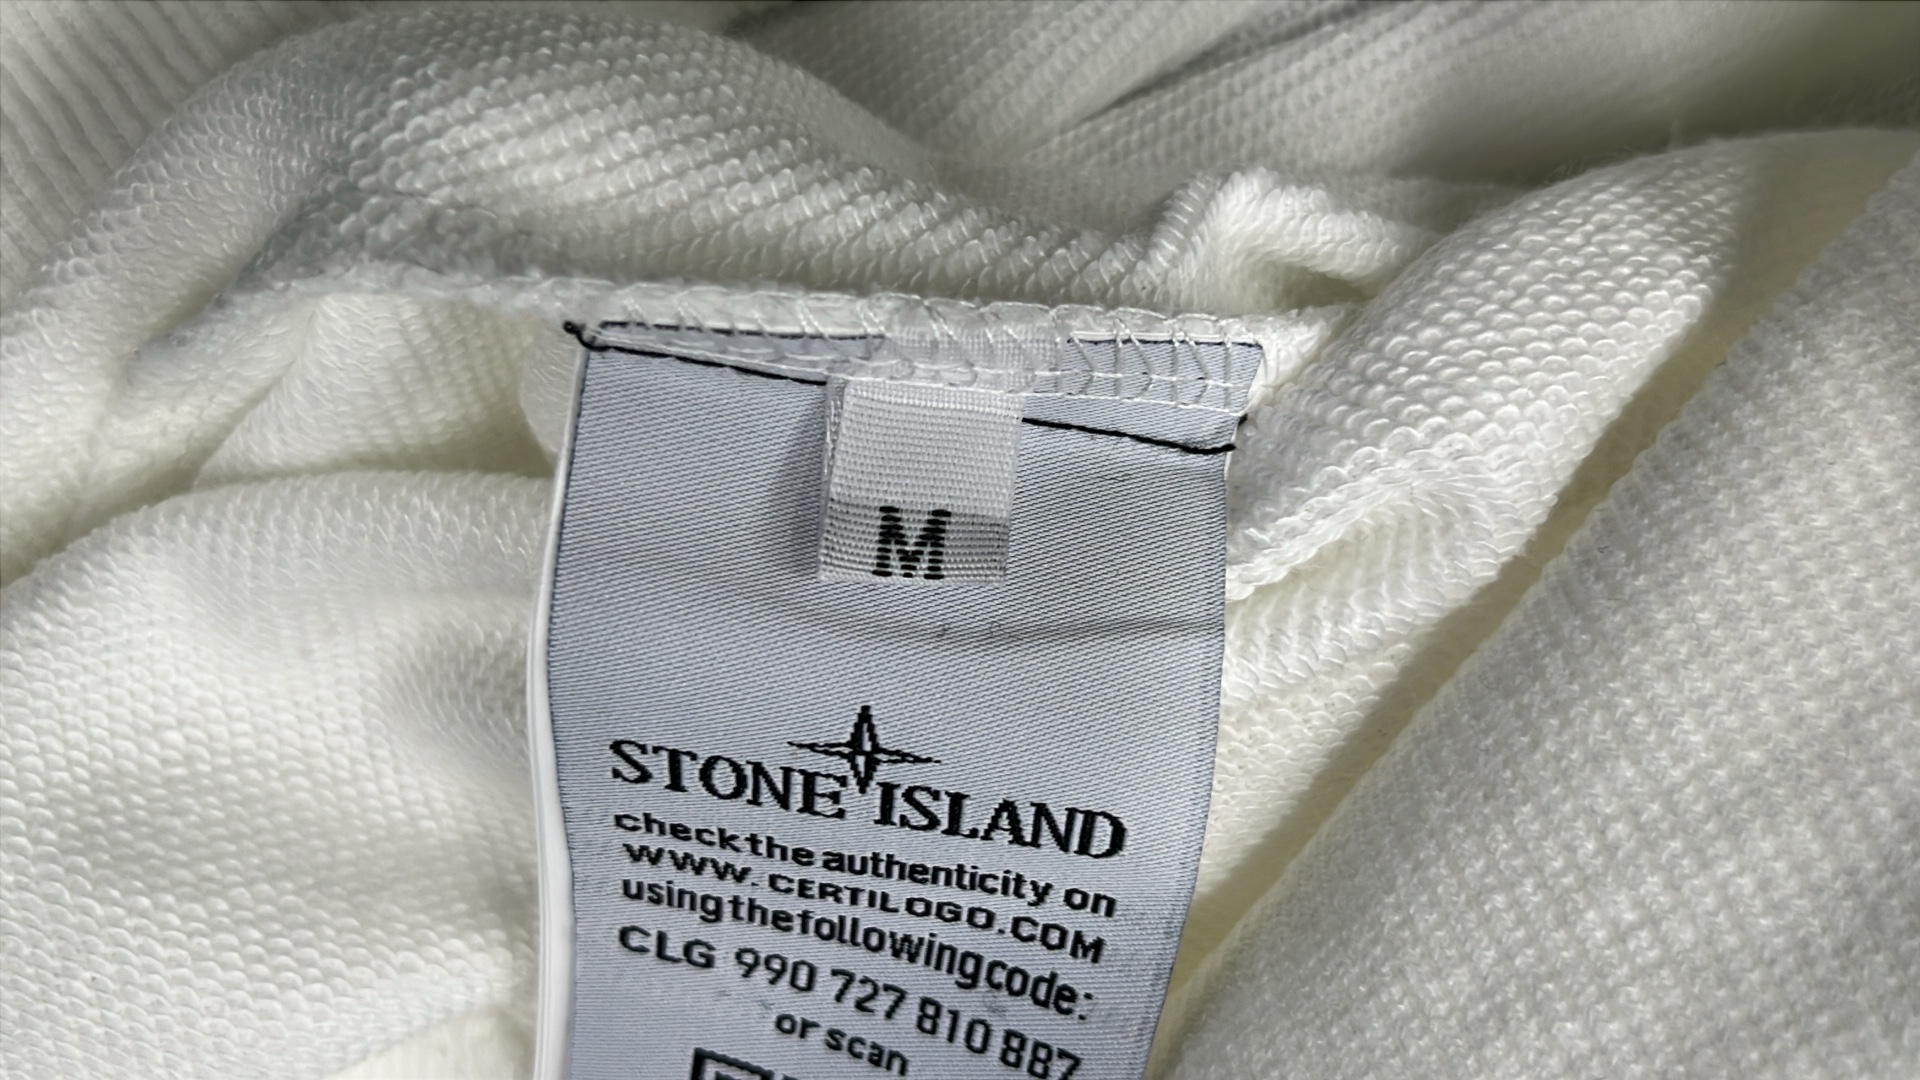 M
STONE ISLAND
check the authenticity on
WWW.CERTILOGO.COM
using the following code:
CLG 990 727 810 887
or scan